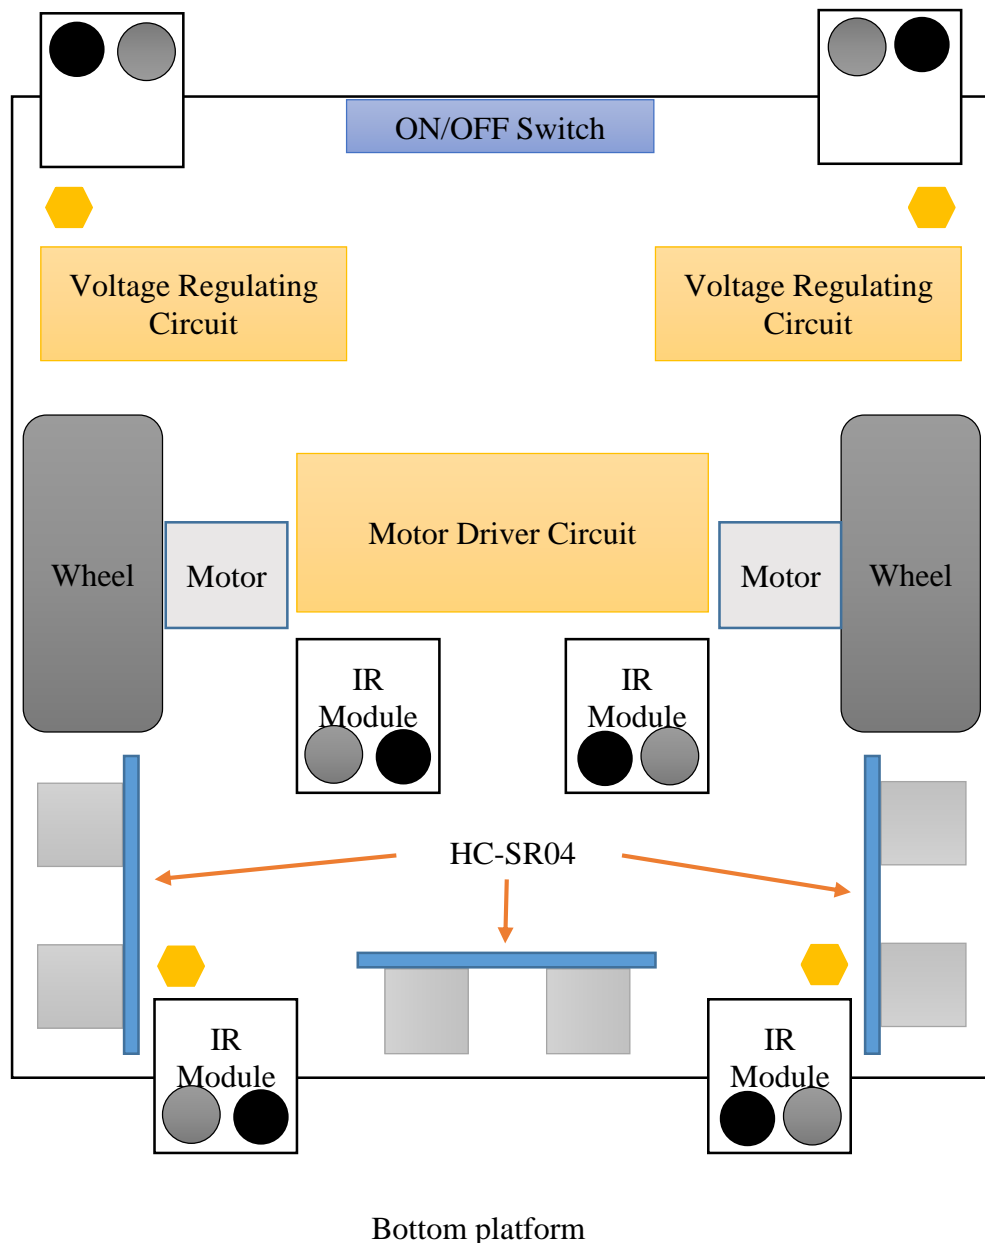 ON/OFF Switch
Voltage Regulating
Circuit
Voltage Regulating
Circuit
Motor Driver Circuit
Wheel
Motor
Motor
Wheel
IR
Module
IR
Module
HC-SR04
IR
Module
IR
Module
Bottom platform